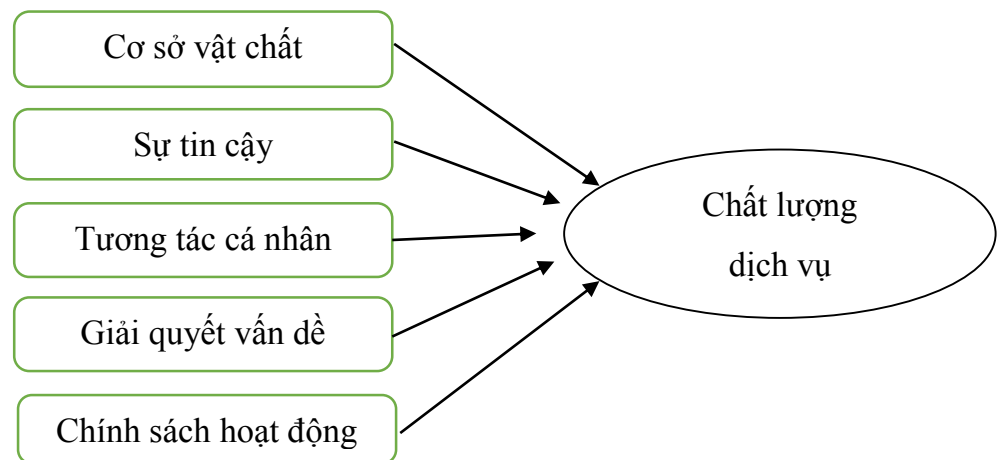 Cơ sở vật chất
Sự tin cậy
Tương tác cá nhân
Giải quyết vấn dề
Chính sách hoạt động
Chất lượng
dịch vụ